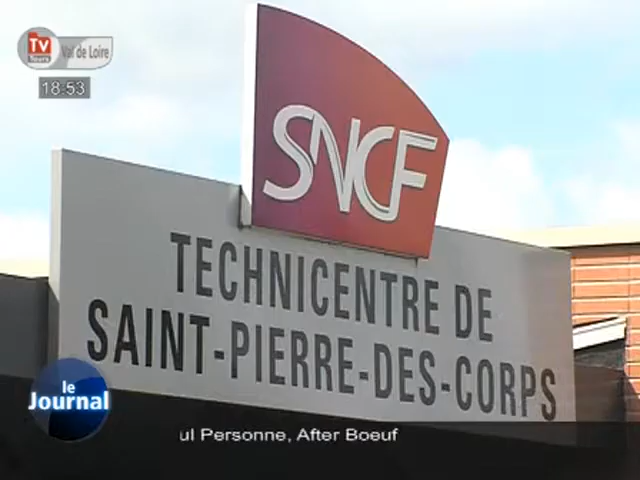 TV
Tours
Val de Loire
18:53
SNCF
TECHNICENTRE DE
SAINT-PIERRE-DES-CORPS
le
Journal
ul Personne, After Boeuf